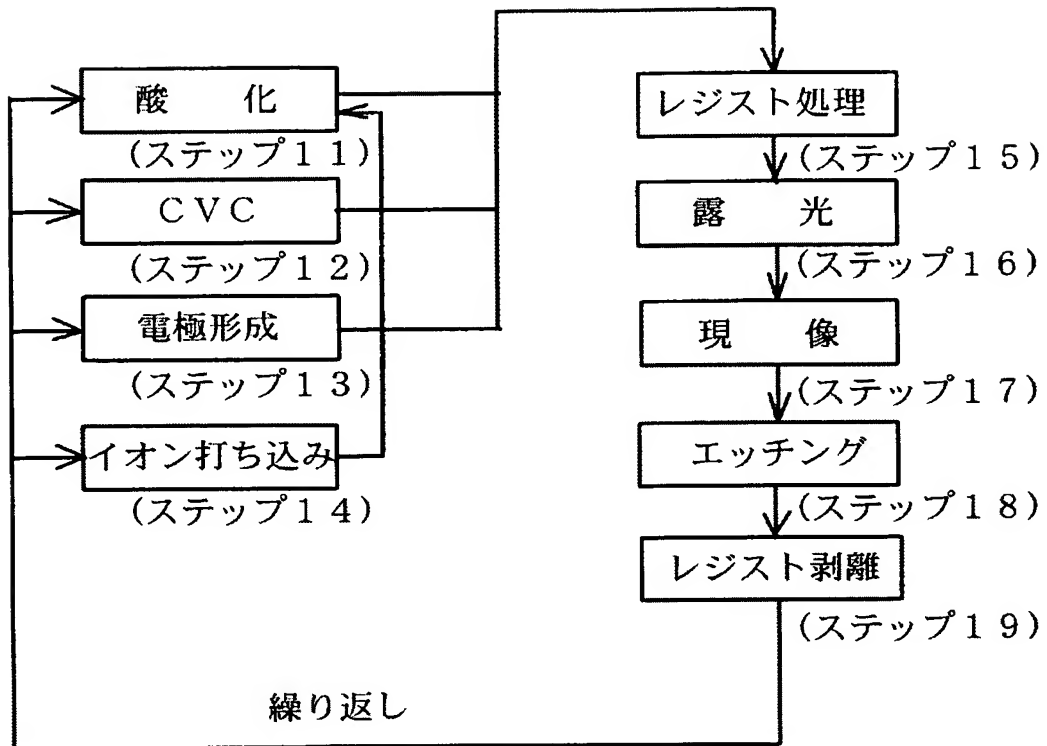 酸　化
(ステップ11)
CVC
(ステップ12)
電極形成
(ステップ13)
イオン打ち込み
(ステップ14)
レジスト処理
(ステップ15)
露　光
(ステップ16)
現　像
(ステップ17)
エッチング
(ステップ18)
レジスト剥離
(ステップ19)
繰り返し